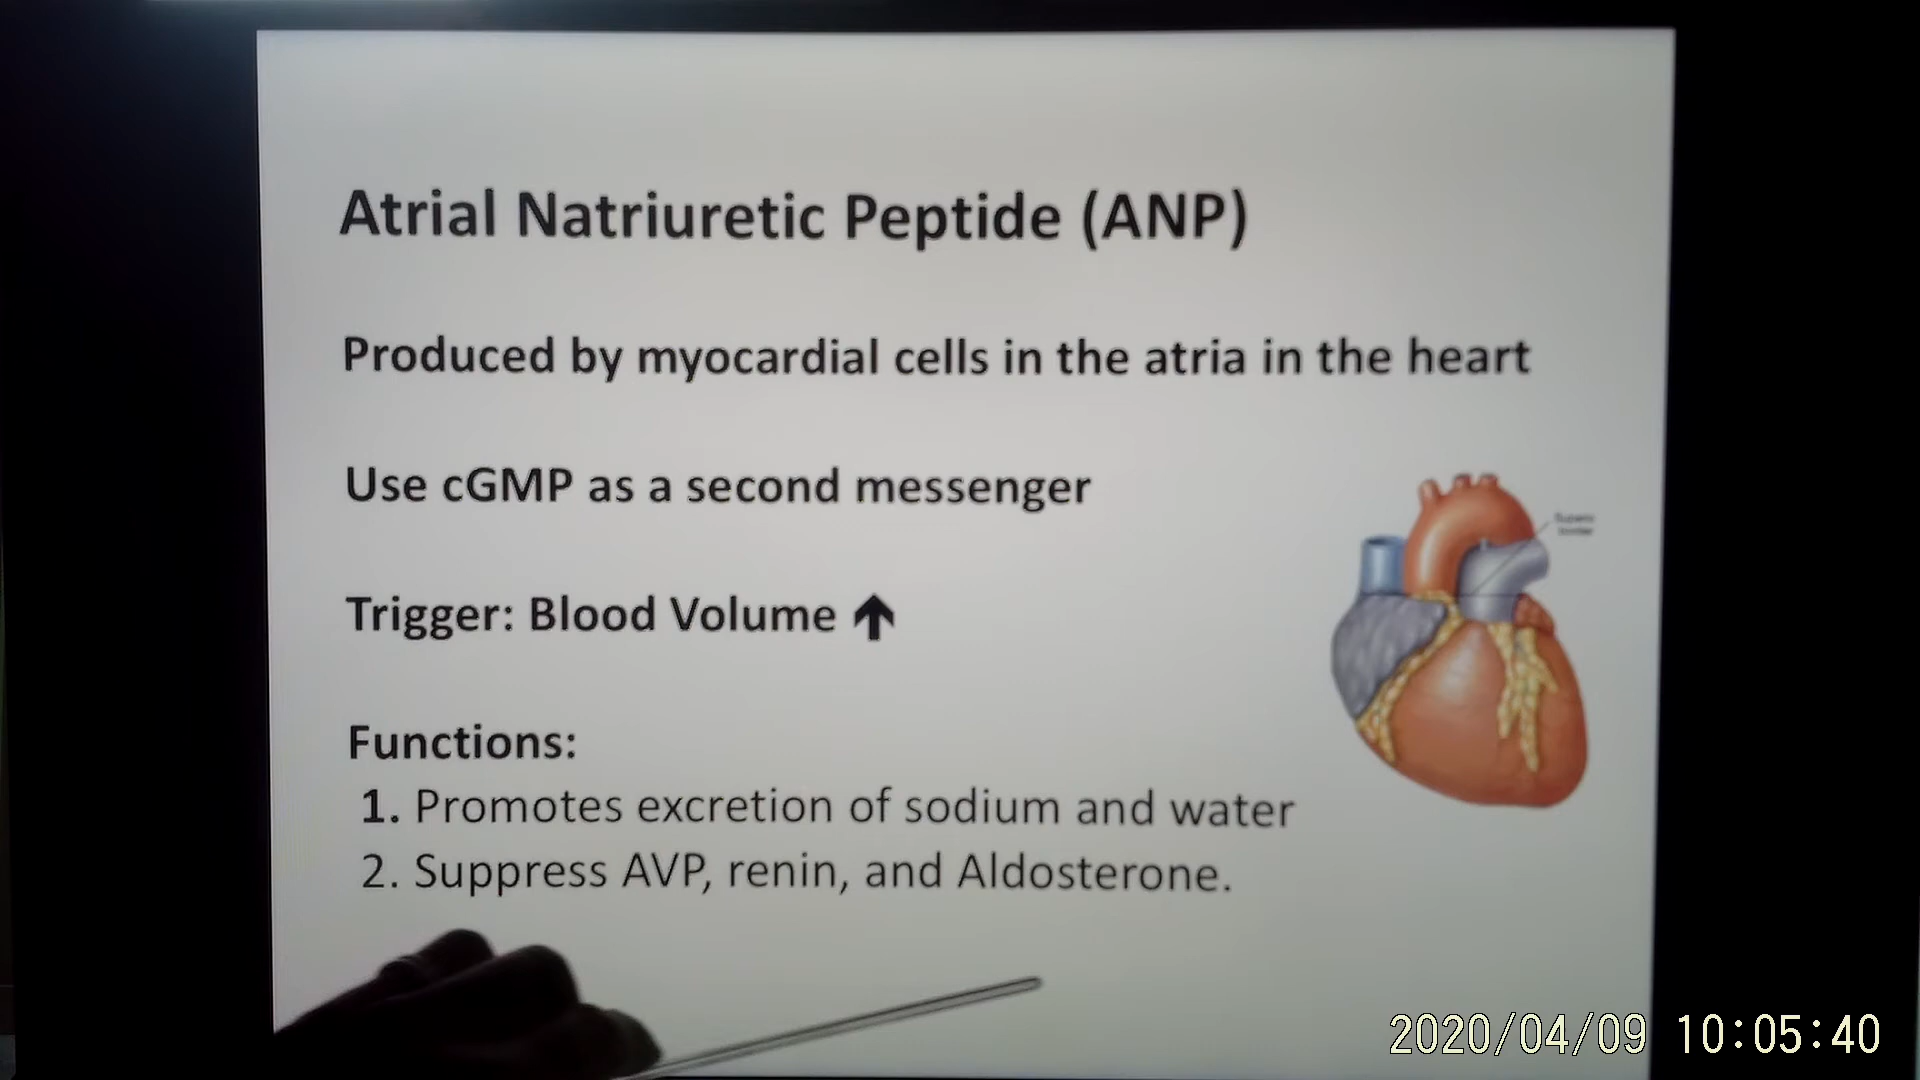 Atrial Natriuretic Peptide (ANP)
Produced by myocardial cells in the atria in the heart
Use cGMP as a second messenger
Trigger: Blood Volume ↑
Functions:
1. Promotes excretion of sodium and water
2. Suppress AVP, renin, and Aldosterone.
2020/04/09 10:05:40